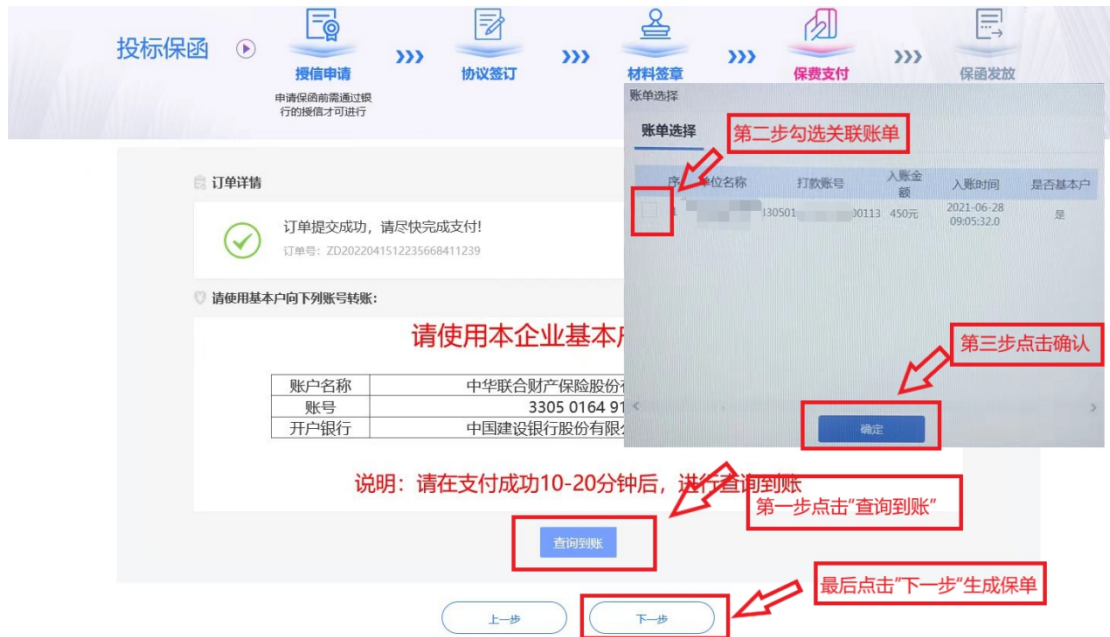 投标保函
授信申请
协议签订
材料签章
保费支付
保函发放
申请保函前需通过银
行的授信才可进行
账单选择
账单选择
第二步勾选关联账单
序
单位名称
打款账号
入账金
额
入账时间
是否基本户
1
330501
00113
450元
2021-06-28
09:05:32.0
是
第三步点击确认
确定
订单详情
订单提交成功，请尽快完成支付!
订单号：ZD2022041512235668411239
请使用基本户向下列账号转账：
请使用本企业基本
账户名称
中华联合财产保险股份
账号
3305 0164 91
开户银行
中国建设银行股份有限
说明：请在支付成功10-20分钟后，进行查询到账
第一步点击“查询到账”
查询到账
最后点击“下一步”生成保单
上一步
下一步